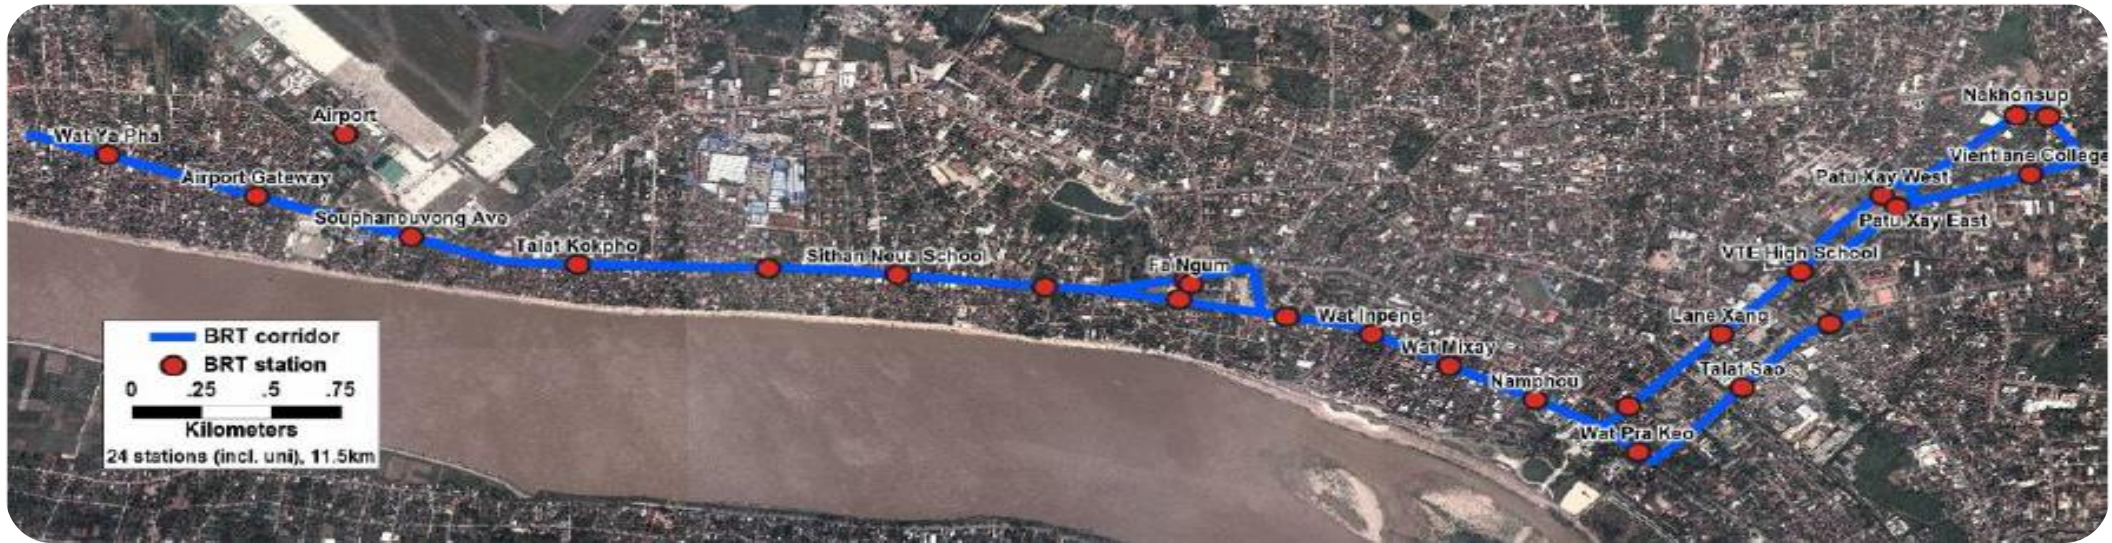 Nakhonsup
Airport
Wat Ya Pha
Vientiane College
Airport Gateway
Patu Xay West
Souphanouvong Ave
Patu Xay East
Talat Kokpho
Sithan Neua School
VTE High School
Fa Ngum
Wat Inpeng
Lane Xang
Wat Mixay
Talat Sao
Namphou
Wat Pra Keo
BRT corridor
BRT station
0 .25 .5 .75
Kilometers
24 stations (incl. uni), 11.5km